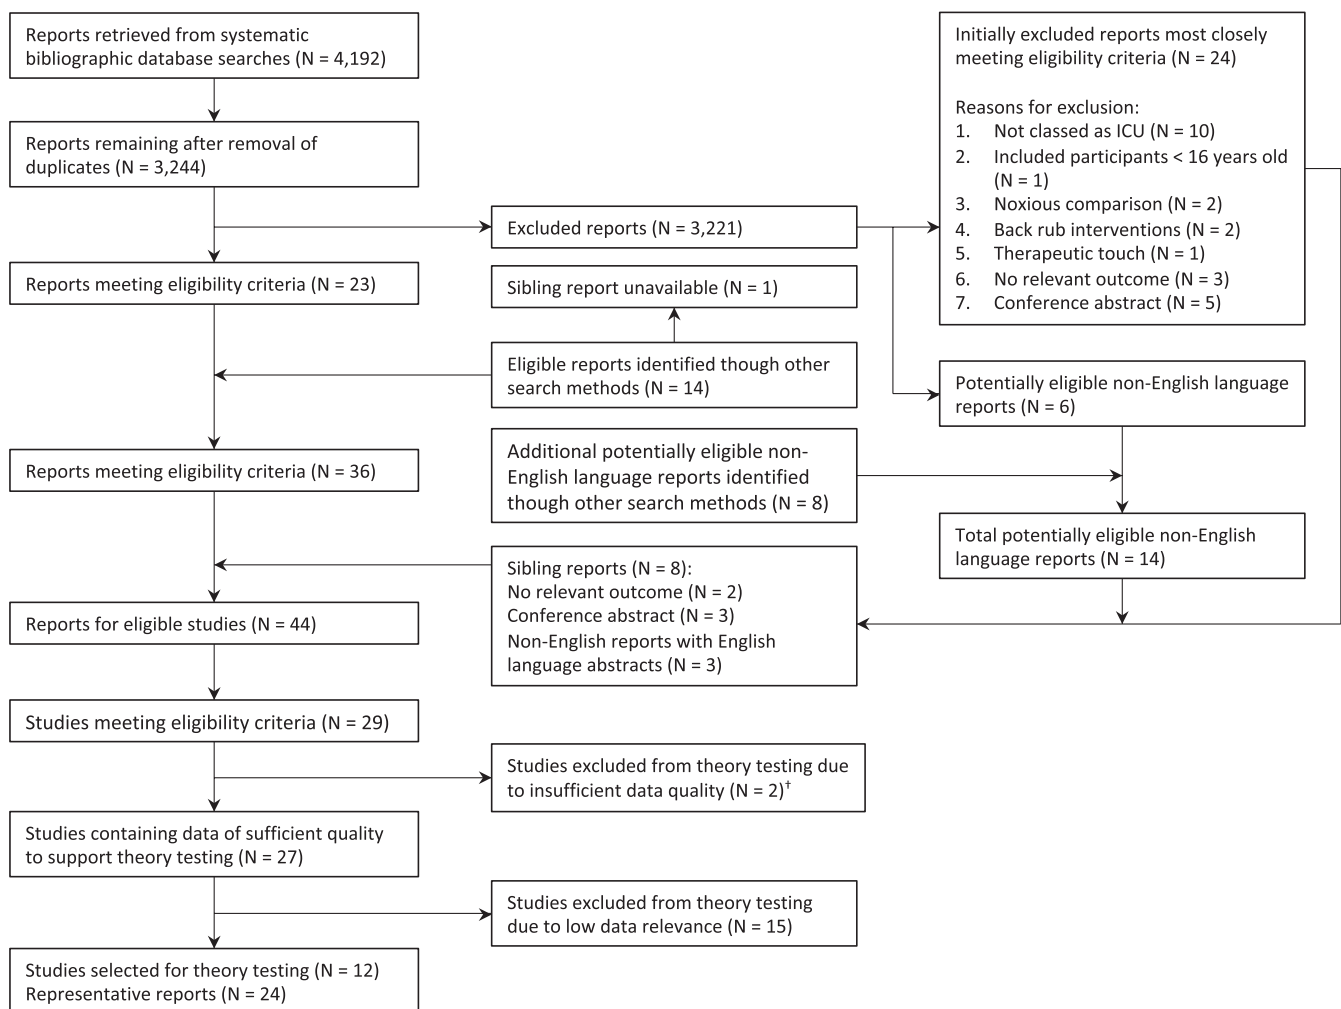 Reports retrieved from systematic
bibliographic database searches (N = 4,192)
Reports remaining after removal of
duplicates (N = 3,244)
Excluded reports (N = 3,221)
Initially excluded reports most closely
meeting eligibility criteria (N = 24)
Reasons for exclusion:
1. Not classed as ICU (N = 10)
2. Included participants < 16 years old
(N = 1)
3. Noxious comparison (N = 2)
4. Back rub interventions (N = 2)
5. Therapeutic touch (N = 1)
6. No relevant outcome (N = 3)
7. Conference abstract (N = 5)
Reports meeting eligibility criteria (N = 23)
Sibling report unavailable (N = 1)
Eligible reports identified though other
search methods (N = 14)
Potentially eligible non-English language
reports (N = 6)
Reports meeting eligibility criteria (N = 36)
Additional potentially eligible non-
English language reports identified
though other search methods (N = 8)
Total potentially eligible non-English
language reports (N = 14)
Sibling reports (N = 8):
No relevant outcome (N = 2)
Conference abstract (N = 3)
Non-English reports with English
language abstracts (N = 3)
Reports for eligible studies (N = 44)
Studies meeting eligibility criteria (N = 29)
Studies excluded from theory testing due
to insufficient data quality (N = 2)†
Studies containing data of sufficient quality
to support theory testing (N = 27)
Studies excluded from theory testing
due to low data relevance (N = 15)
Studies selected for theory testing (N = 12)
Representative reports (N = 24)